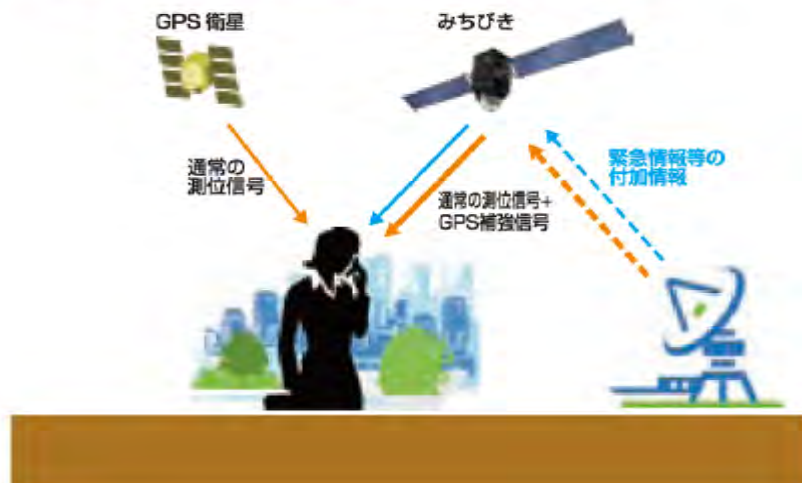 GPS 衛星
みちびき
通常の
測位信号
緊急情報等の
付加情報
通常の測位信号+
GPS補強信号